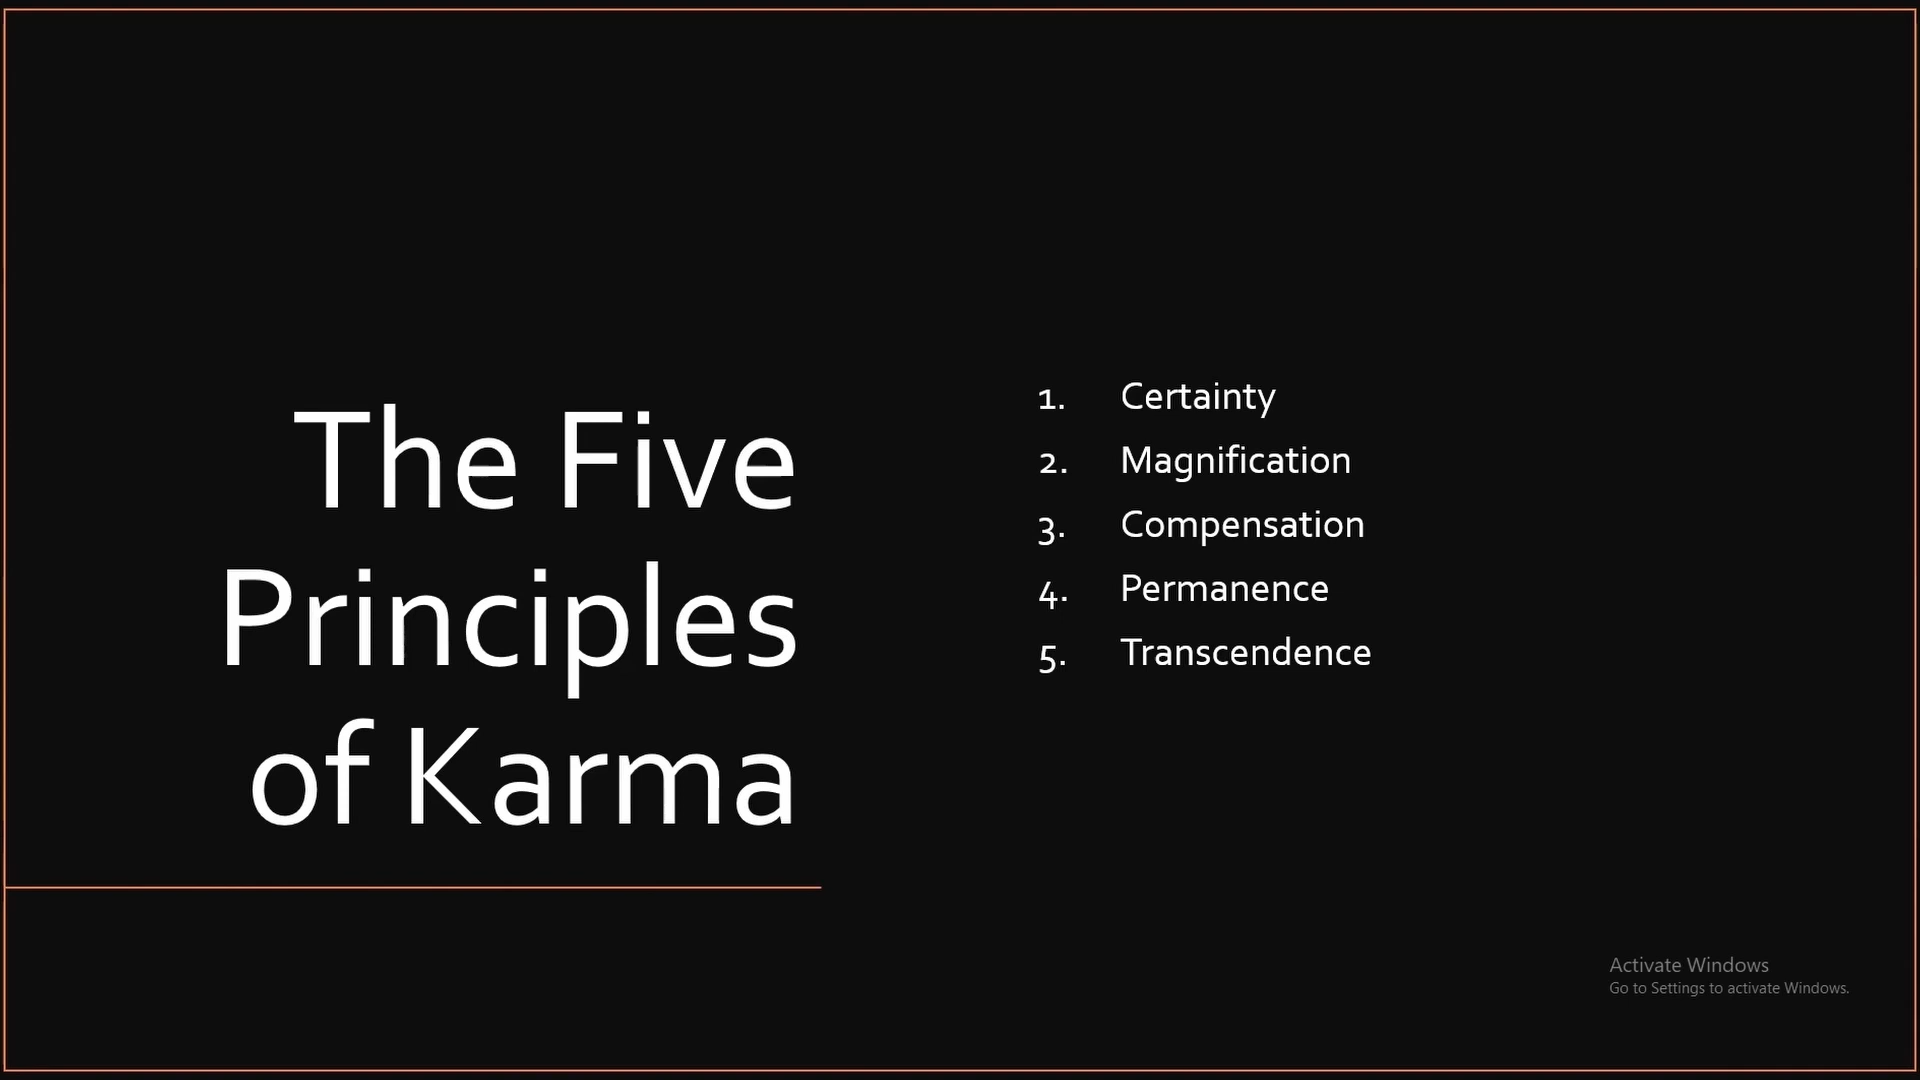 The Five
Principles
of Karma
1. Certainty
2. Magnification
3. Compensation
4. Permanence
5. Transcendence
Activate Windows
Go to Settings to activate Windows.